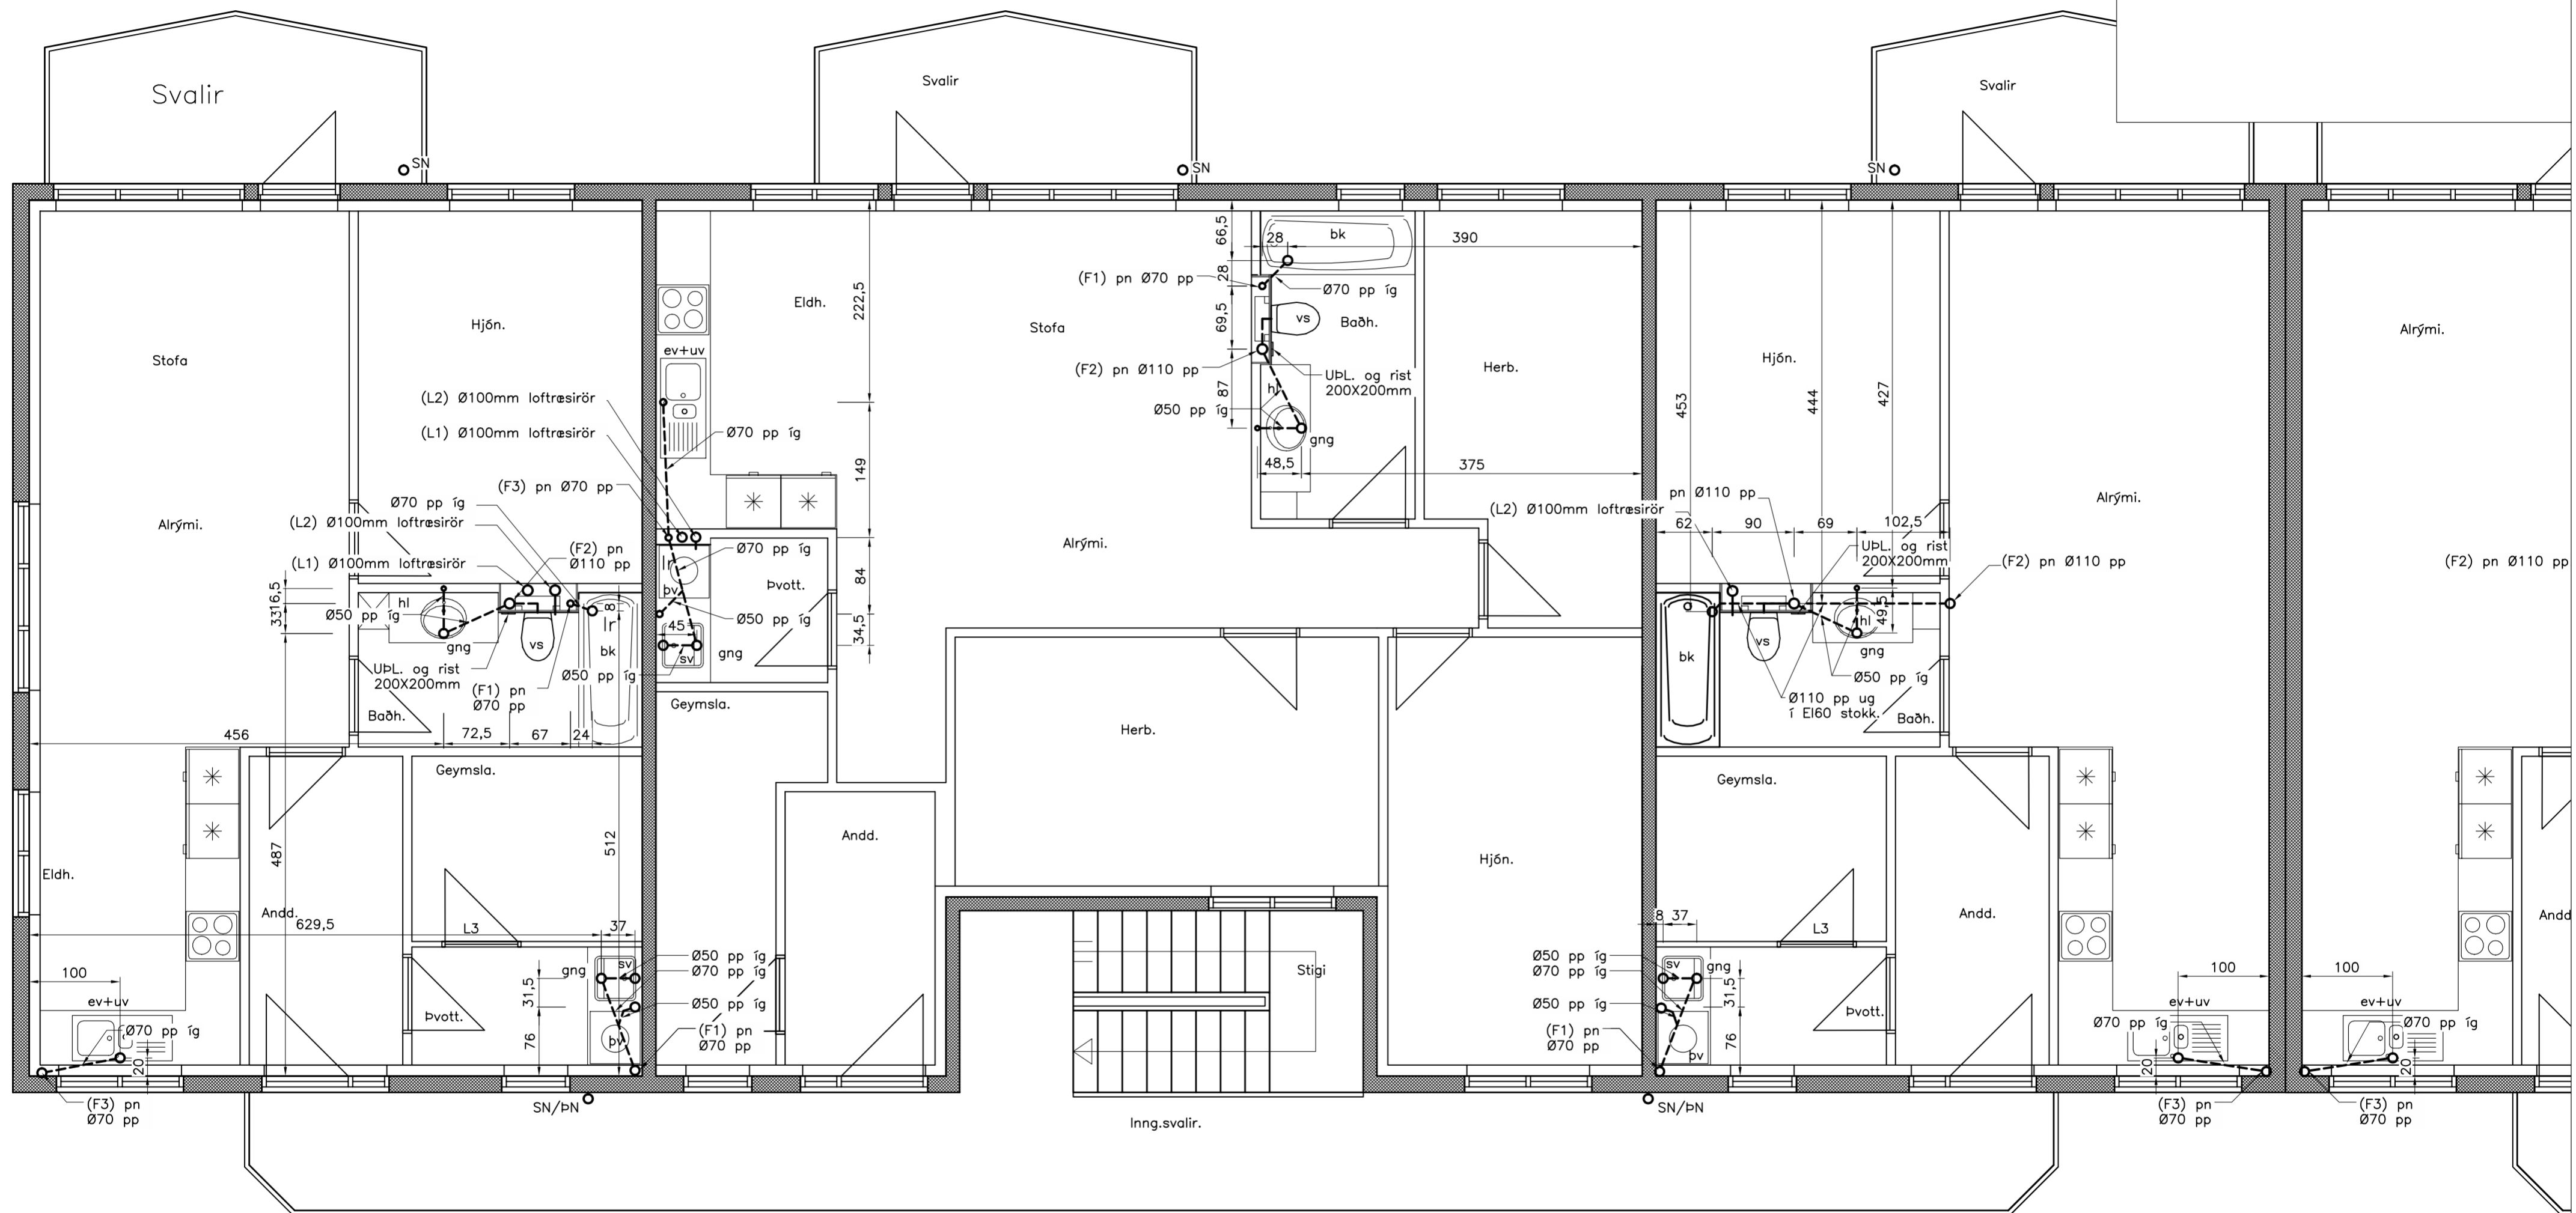 Svalir
Svalir
Svalir
SN
SN
SN
Stofa
Hjón.
Alrými.
(L2) Ø100mm loftræsirör
(L1) Ø100mm loftræsirör
(F3) pn Ø70 pp
Ø70 pp íg
(L2) Ø100mm loftræsirör
(L1) Ø100mm loftræsirör
(F2) pn
Ø110 pp
16,5
33
hl
Ø50 pp íg
gng
vs
8
lr
bk
UÞL. og rist
200X200mm
(F1) pn
Ø70 pp
Baðh.
456
72,5
67
24
Geymsla.
487
512
Eldh.
Andd.
629,5
L3
37
100
ev+uv
Ø70 pp íg
20
(F3) pn
Ø70 pp
gng
sv
31,5
76
Þvott.
þv
Ø50 pp íg
Ø70 pp íg
Ø50 pp íg
(F1) pn
Ø70 pp
SN/ÞN
Eldh.
222,5
Stofa
ev+uv
Ø70 pp íg
149
Ø70 pp íg
lr
þv
Þvott.
84
Ø50 pp íg
34,5
45
sv
gng
Ø50 pp íg
Geymsla.
Alrými.
66,5
28
bk
390
(F1) pn Ø70 pp
28
Ø70 pp íg
69,5
vs
Baðh.
(F2) pn Ø110 pp
UÞL. og rist
200X200mm
87
hl
Ø50 pp íg
gng
48,5
375
Herb.
Herb.
Andd.
Hjón.
Stigi
Inng.svalir.
Hjón.
453
444
427
pn Ø110 pp
(L2) Ø100mm loftræsirör
62
90
69
102,5
UÞL. og rist
200X200mm
(F2) pn Ø110 pp
49,5
hl
vs
gng
bk
Ø50 pp íg
Ø110 pp ug
í EI60 stokk.
Baðh.
Alrými.
Geymsla.
L3
Andd.
8
37
Ø50 pp íg
Ø70 pp íg
Ø50 pp íg
(F1) pn
Ø70 pp
sv
gng
31,5
76
þv
Þvott.
SN/ÞN
100
ev+uv
Ø70 pp íg
20
(F3) pn
Ø70 pp
Alrými.
(F2) pn Ø110 pp
Andd
100
ev+uv
Ø70 pp íg
20
(F3) pn
Ø70 pp